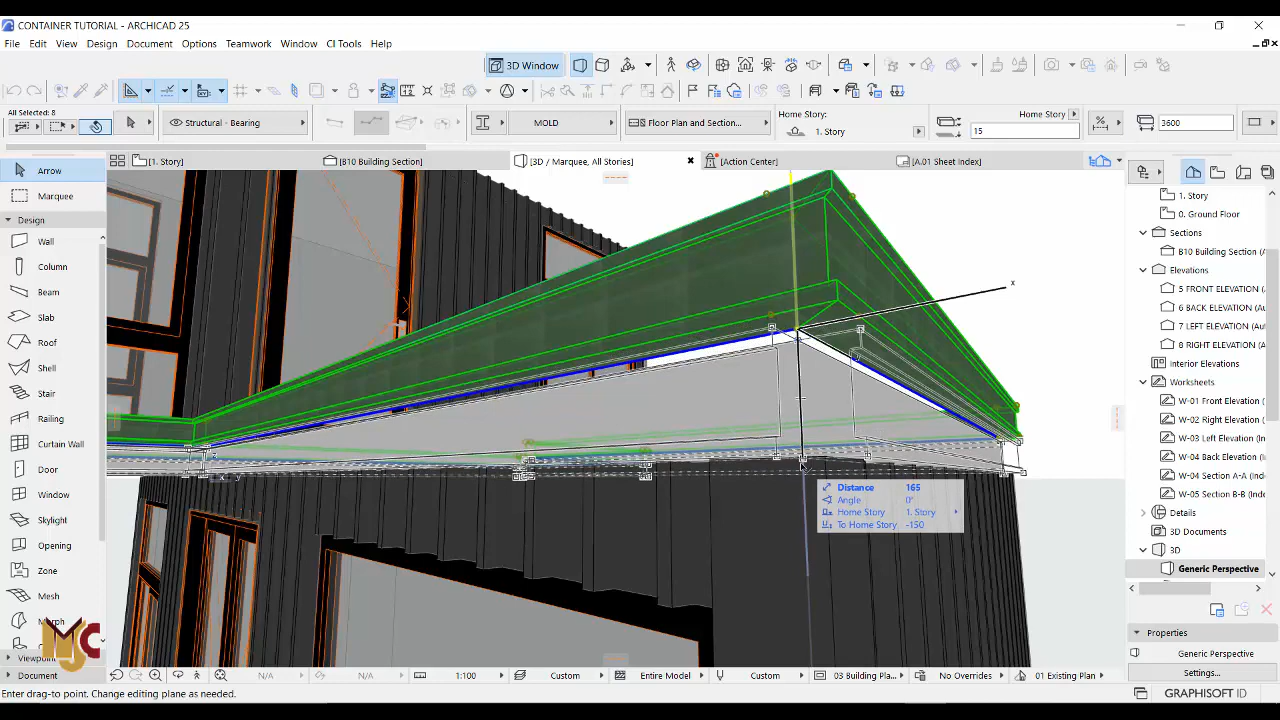 CONTAINER TUTORIAL - ARCHICAD 25
File Edit View Design Document Options Teamwork Window CI Tools Help
3D Window
All Selected: 8
Structural - Bearing
MOLD
Floor Plan and Section...
Home Story:
1. Story
Home Story
15
3600
[1. Story]
[B10 Building Section]
[3D / Marquee, All Stories]
[Action Center]
[A.01 Sheet Index]
Arrow
Marquee
Design
Wall
Column
Beam
Slab
Roof
Shell
Stair
Railing
Curtain Wall
Door
Window
Skylight
Opening
Zone
Mesh
Morph
Viewpoint
Document
MJC
x
z
x y
Distance 165
Angle 0°
Home Story 1. Story
To Home Story -150
1. Story
0. Ground Floor
Sections
B10 Building Section (A
Elevations
5 FRONT ELEVATION (A
6 BACK ELEVATION (Au
7 LEFT ELEVATION (Au
8 RIGHT ELEVATION (A
Interior Elevations
Worksheets
W-01 Front Elevation (
W-02 Right Elevation (
W-03 Left Elevation (In
W-04 Back Elevation (I
W-04 Section A-A (Ind
W-05 Section B-B (Inde
Details
3D Documents
3D
Generic Perspective
Properties
Generic Perspective
Settings...
N/A
N/A
1:100
Custom
Entire Model
Custom
03 Building Pla...
No Overrides
01 Existing Plan
Enter drag-to point. Change editing plane as needed.
GRAPHISOFT ID